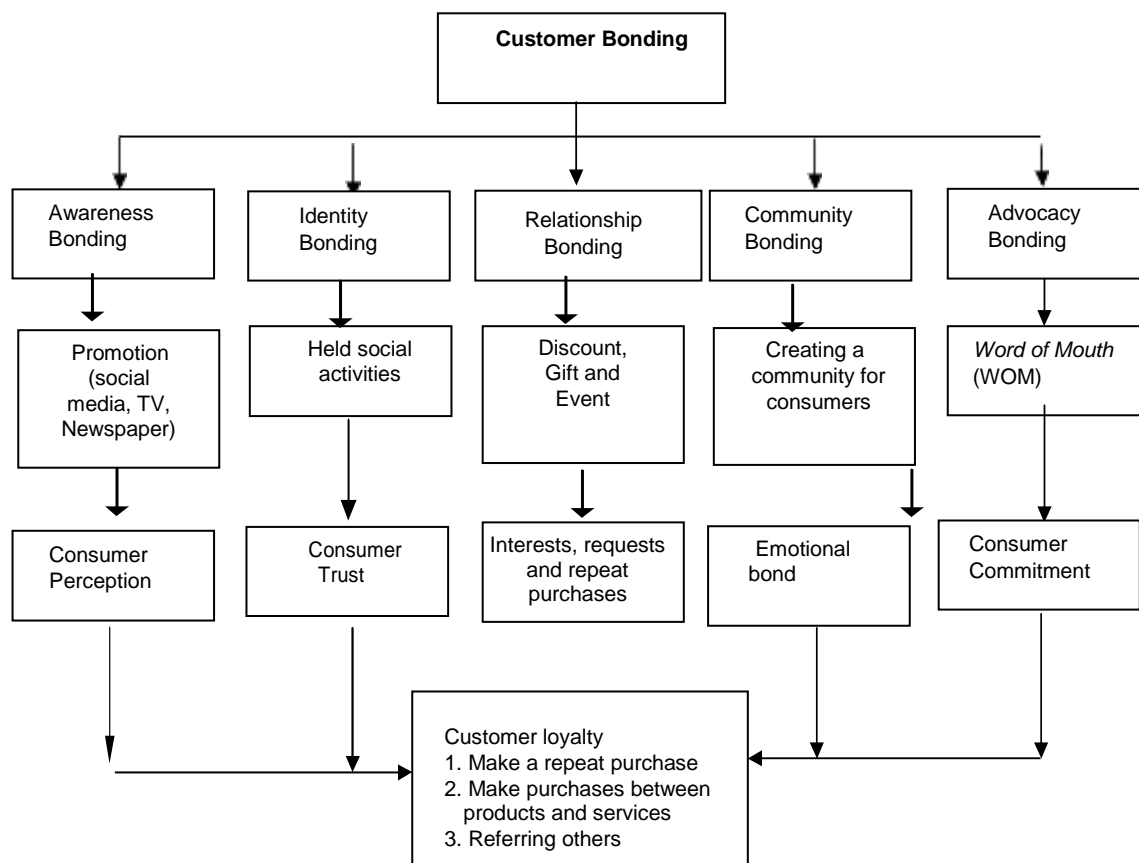 Customer Bonding
Awareness
Bonding
Identity
Bonding
Relationship
Bonding
Community
Bonding
Advocacy
Bonding
Promotion
(social
media, TV,
Newspaper)
Held social
activities
Discount,
Gift and
Event
Creating a
community for
consumers
Word of Mouth
(WOM)
Consumer
Perception
Consumer
Trust
Interests, requests
and repeat
purchases
Emotional
bond
Consumer
Commitment
Customer loyalty
1. Make a repeat purchase
2. Make purchases between
products and services
3. Referring others